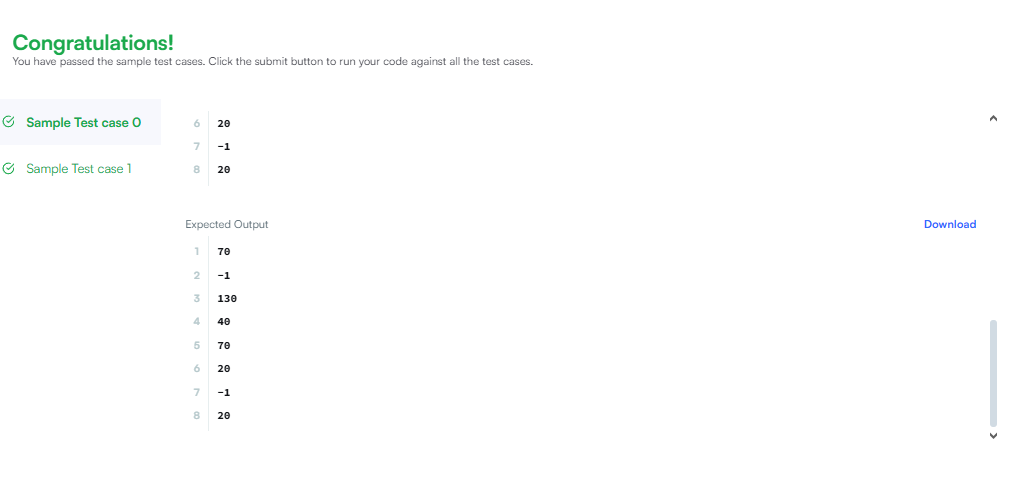 Congratulations!
You have passed the sample test cases. Click the submit button to run your code against all the test cases.
Sample Test case 0
Sample Test case 1
6 20
7 -1
8 20
Expected Output
Download
1 70
2 -1
3 130
4 40
5 70
6 20
7 -1
8 20